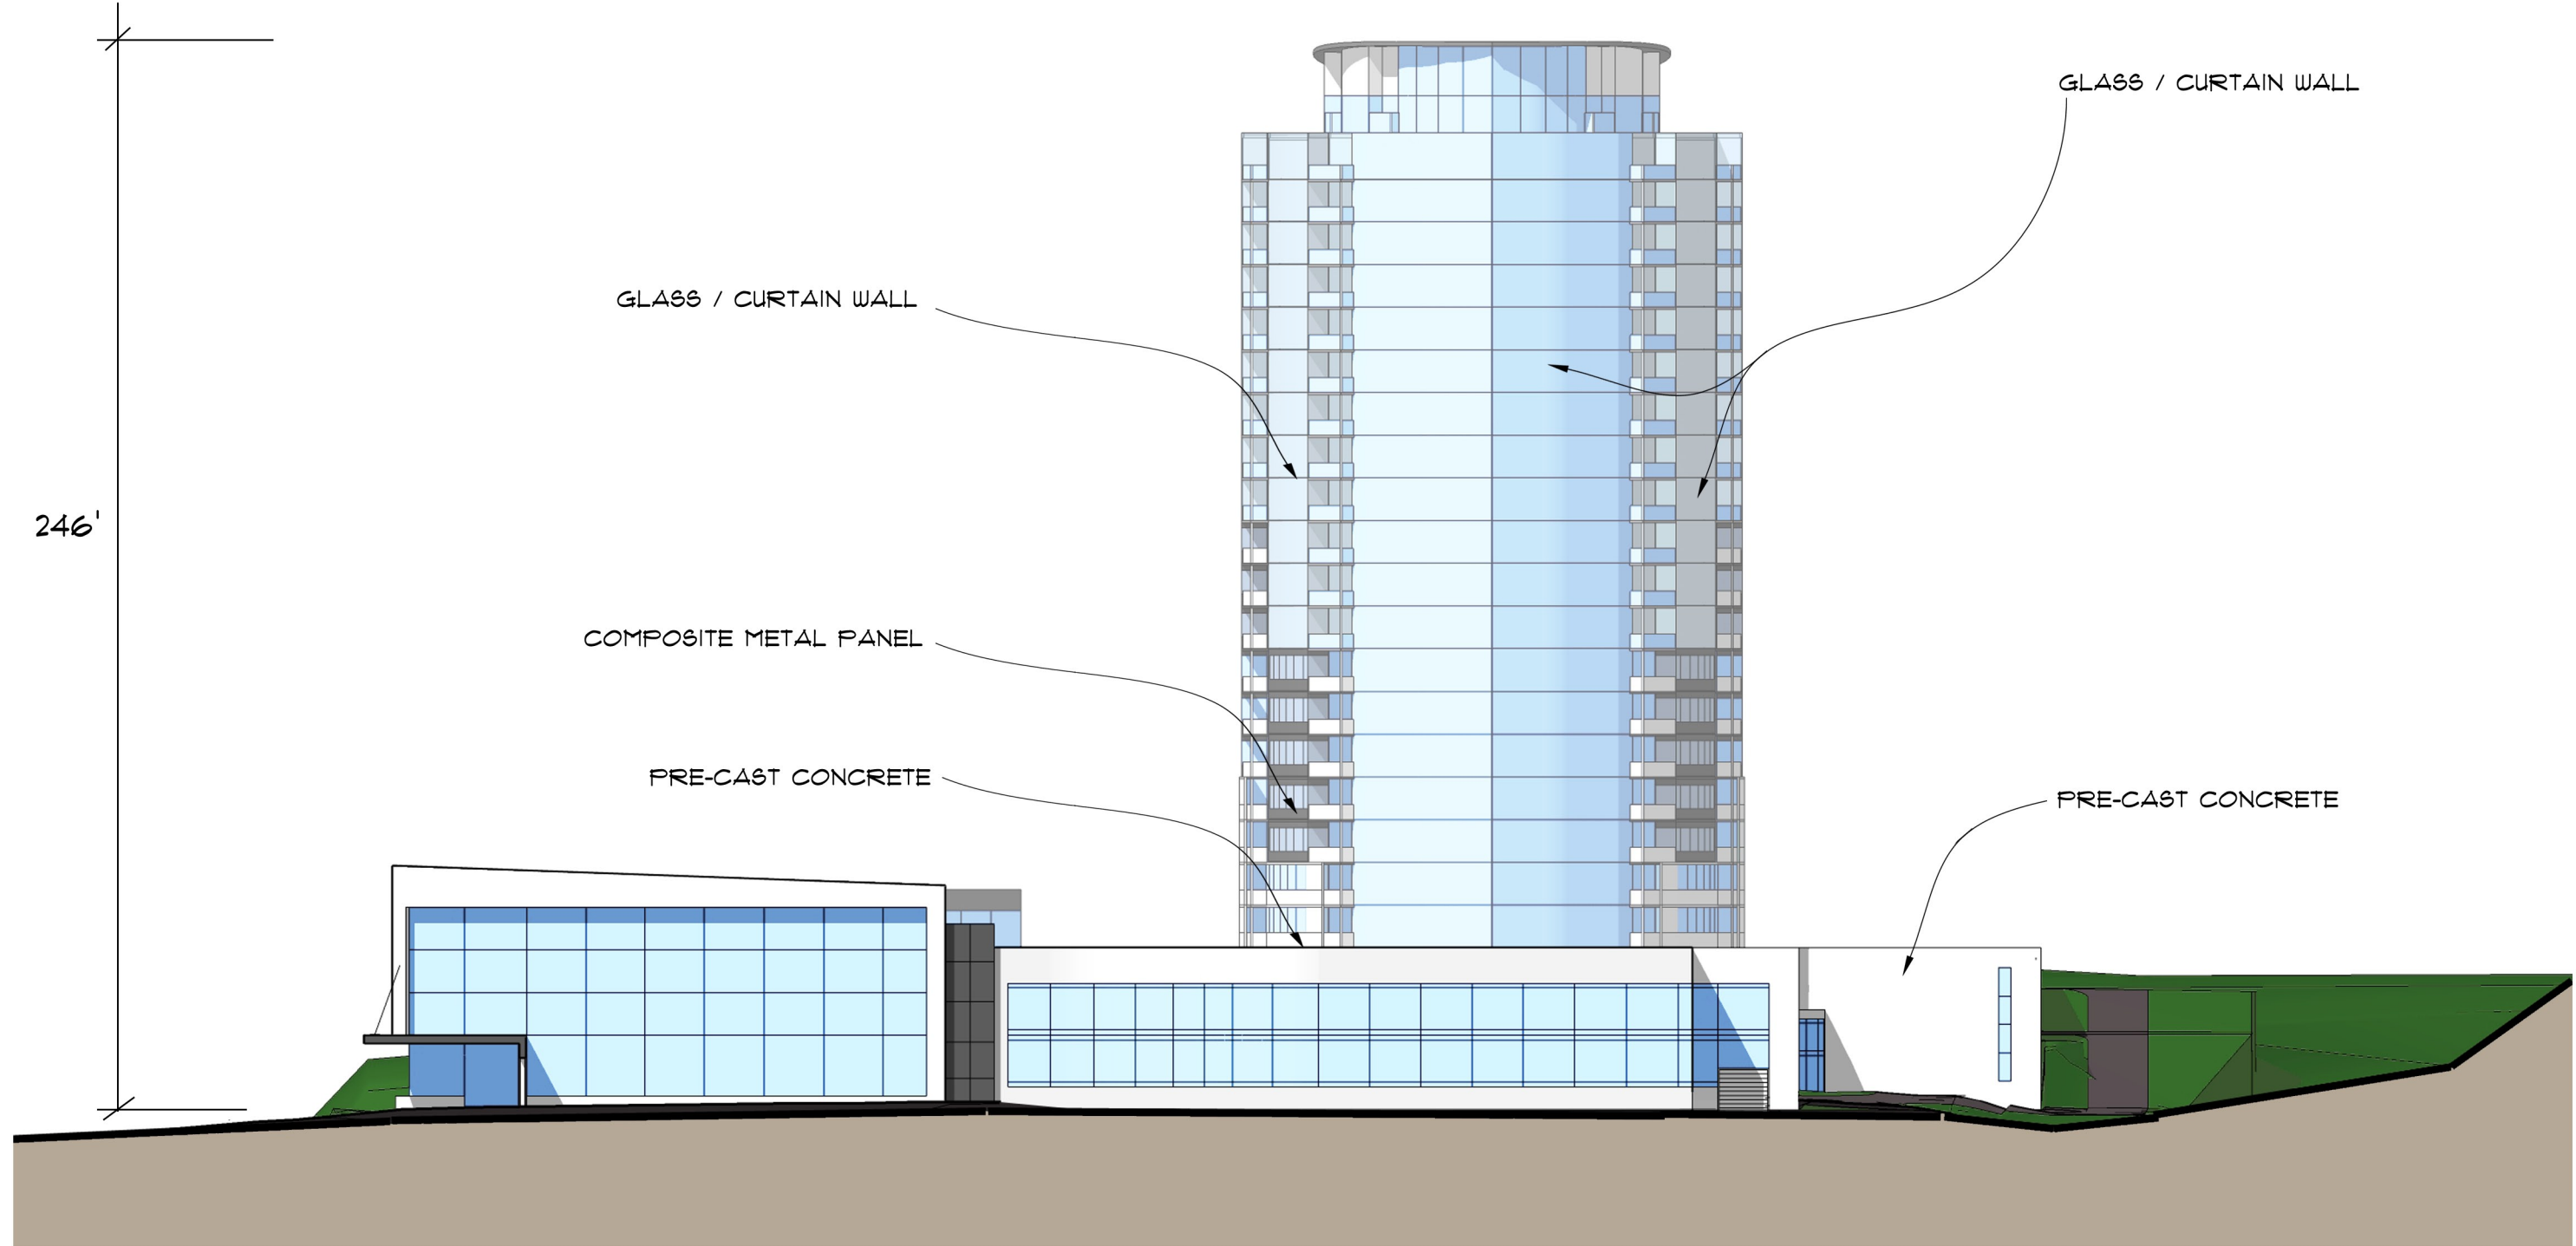 GLASS / CURTAIN WALL
GLASS / CURTAIN WALL
246'
COMPOSITE METAL PANEL
PRE-CAST CONCRETE
PRE-CAST CONCRETE